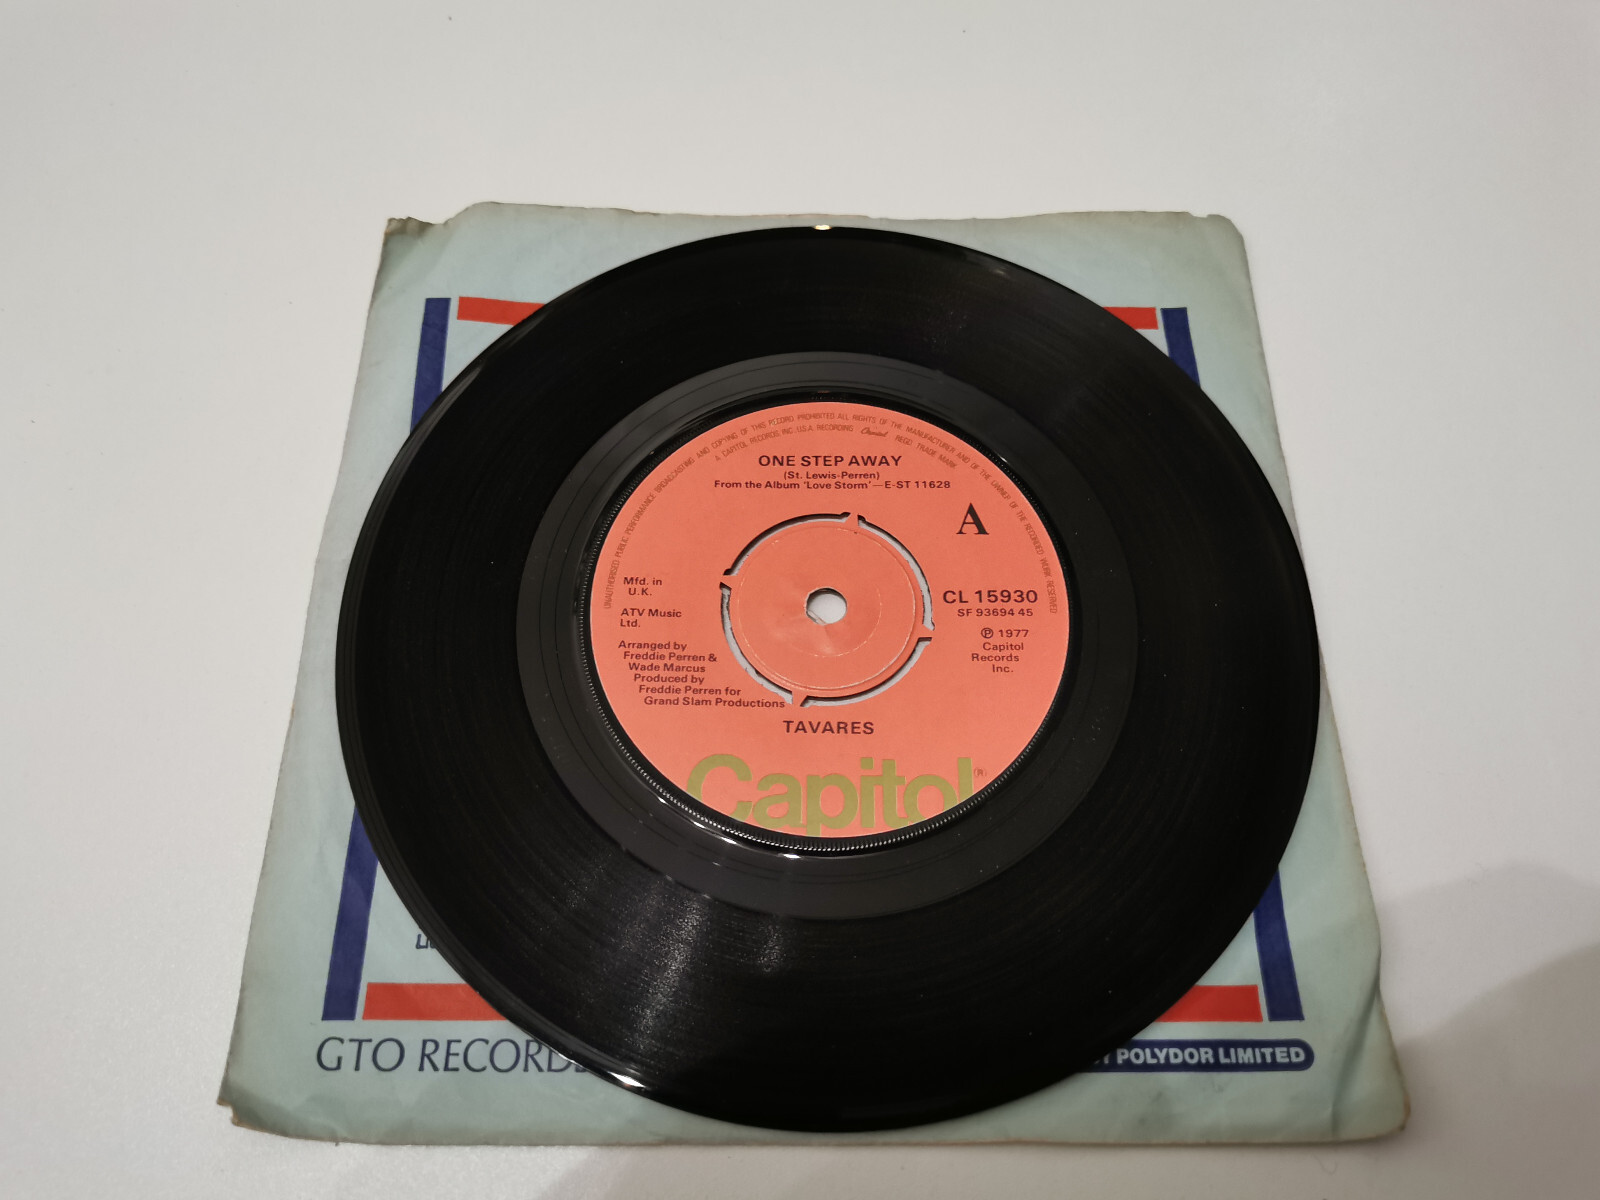 UNAUTHORISED PUBLIC PERFORMANCE BROADCASTING AND COPYING OF THIS RECORD PROHIBITED ALL RIGHTS OF THE MANUFACTURER AND OF THE OWNER OF THE RECORDED WORK RESERVED
A CAPITOL RECORDS, INC., U.S.A. RECORDING Capitol REGD TRADE MARK
ONE STEP AWAY
(St. Lewis-Perren)
From the Album 'Love Storm'—E-ST 11628
A
Mfd. in
U.K.
ATV Music
Ltd.
Arranged by
Freddie Perren &
Wade Marcus
Produced by
Freddie Perren for
Grand Slam Productions
CL 15930
SF 93694 45
℗ 1977
Capitol
Records
Inc.
TAVARES
Capitol ®
GTO RECORDS
POLYDOR LIMITED